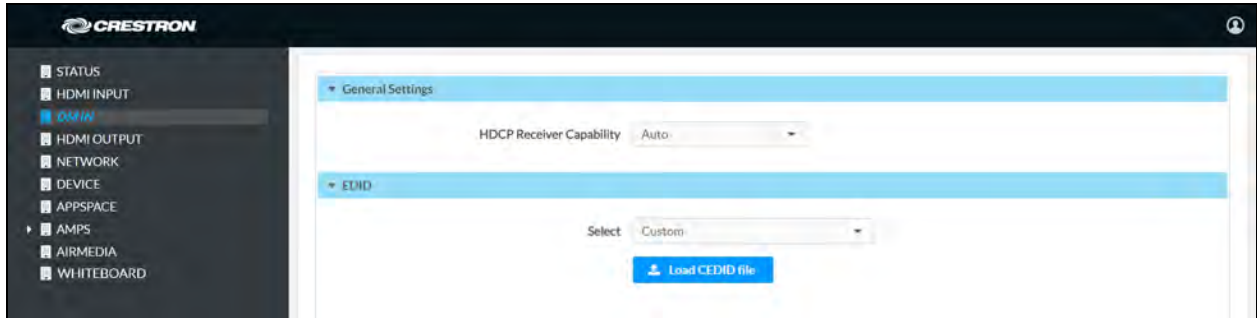 CRESTRON
STATUS
HDMI INPUT
DM IN
HDMI OUTPUT
NETWORK
DEVICE
APPSPACE
AMPS
AIRMEDIA
WHITEBOARD
General Settings
HDCP Receiver Capability Auto
EDID
Select Custom
Load CEDID file